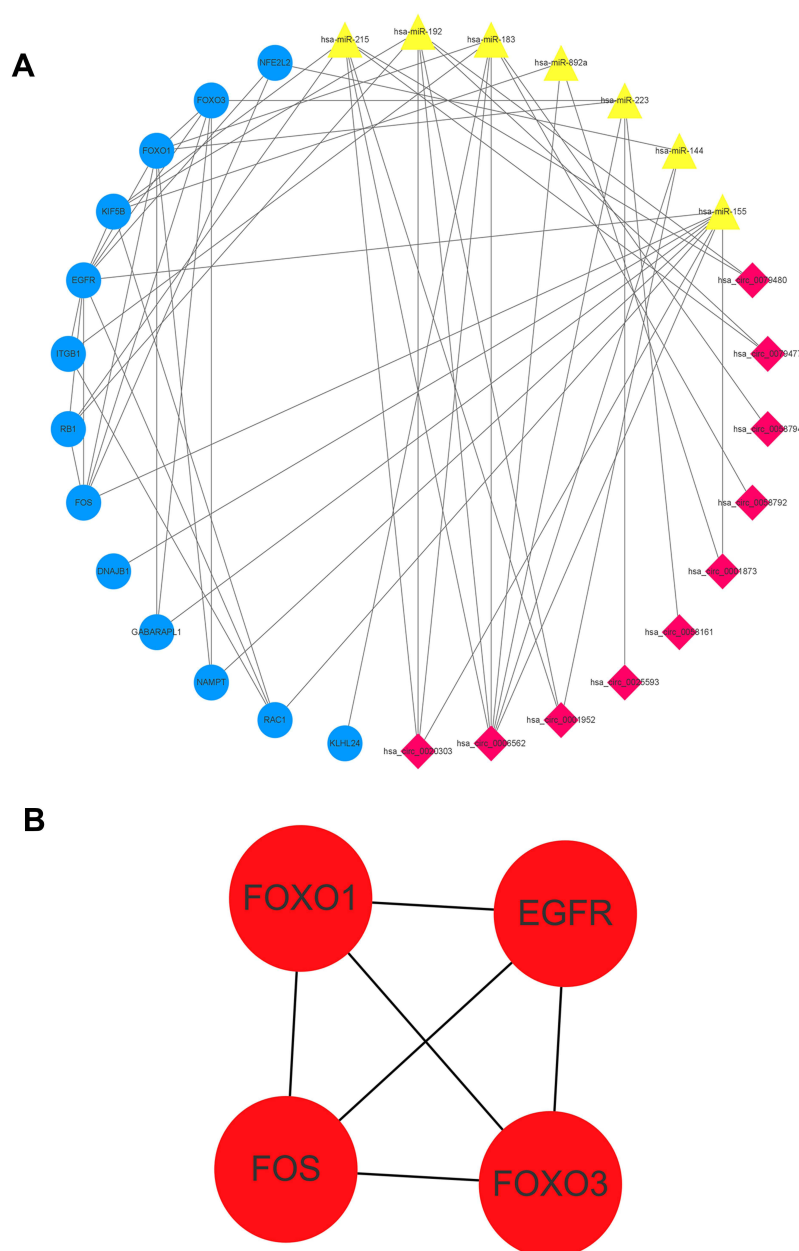 A
hsa-miR-215
hsa-miR-192
hsa-miR-183
hsa-miR-892a
hsa-miR-223
hsa-miR-144
hsa-miR-155
NFE2L2
FOXO3
FOXO1
KIF5B
EGFR
ITGB1
RB1
FOS
DNAJB1
GABARAPL1
NAMPT
RAC1
KLHL24
hsa_circ_0079480
hsa_circ_0001873
hsa_circ_0001952
B
FOXO1
EGFR
FOS
FOXO3